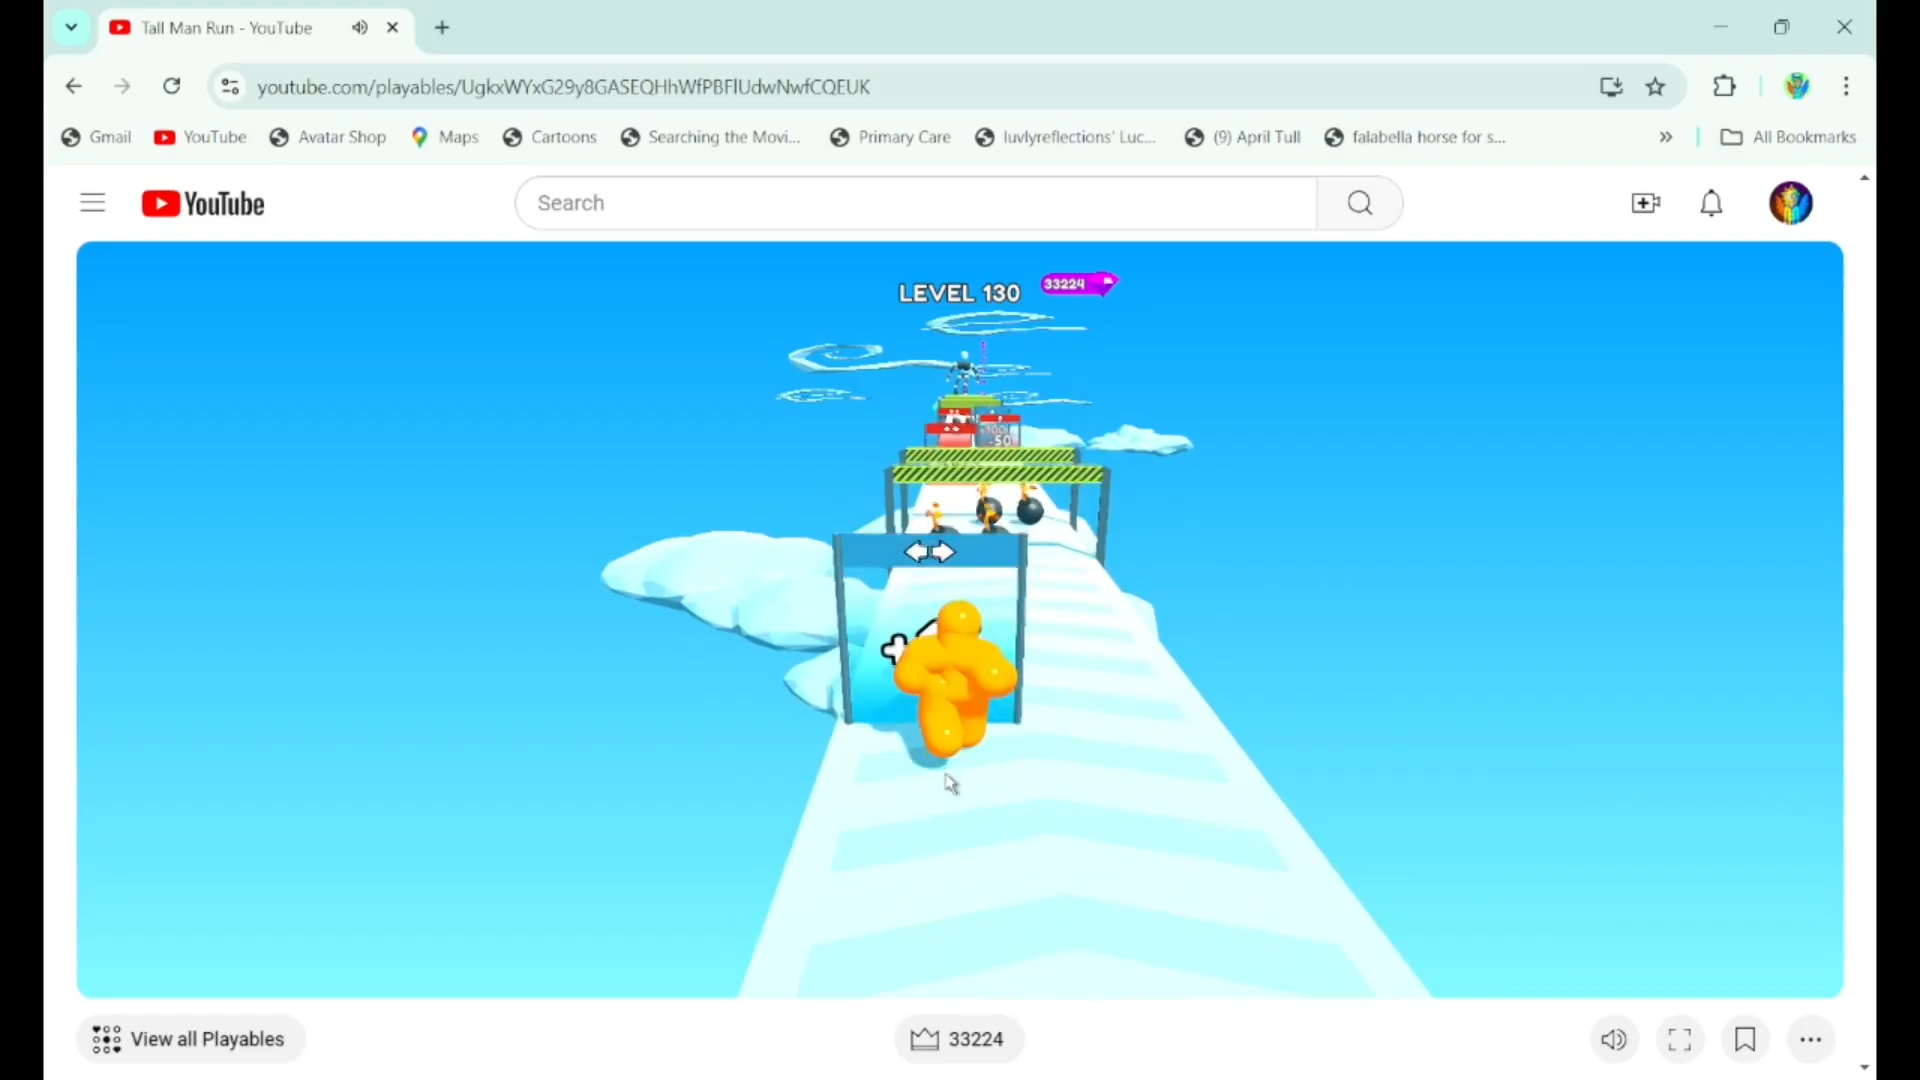 Tall Man Run - YouTube
youtube.com/playables/UgkxWYxG29y8GASEQHhWfPBFlUdwNwfCQEUK
Gmail YouTube Avatar Shop Maps Cartoons Searching the Movi... Primary Care luvlyreflections' Luc... (9) April Tull falabella horse for s... » All Bookmarks
YouTube
Search
LEVEL 130
33224
-50
View all Playables
33224